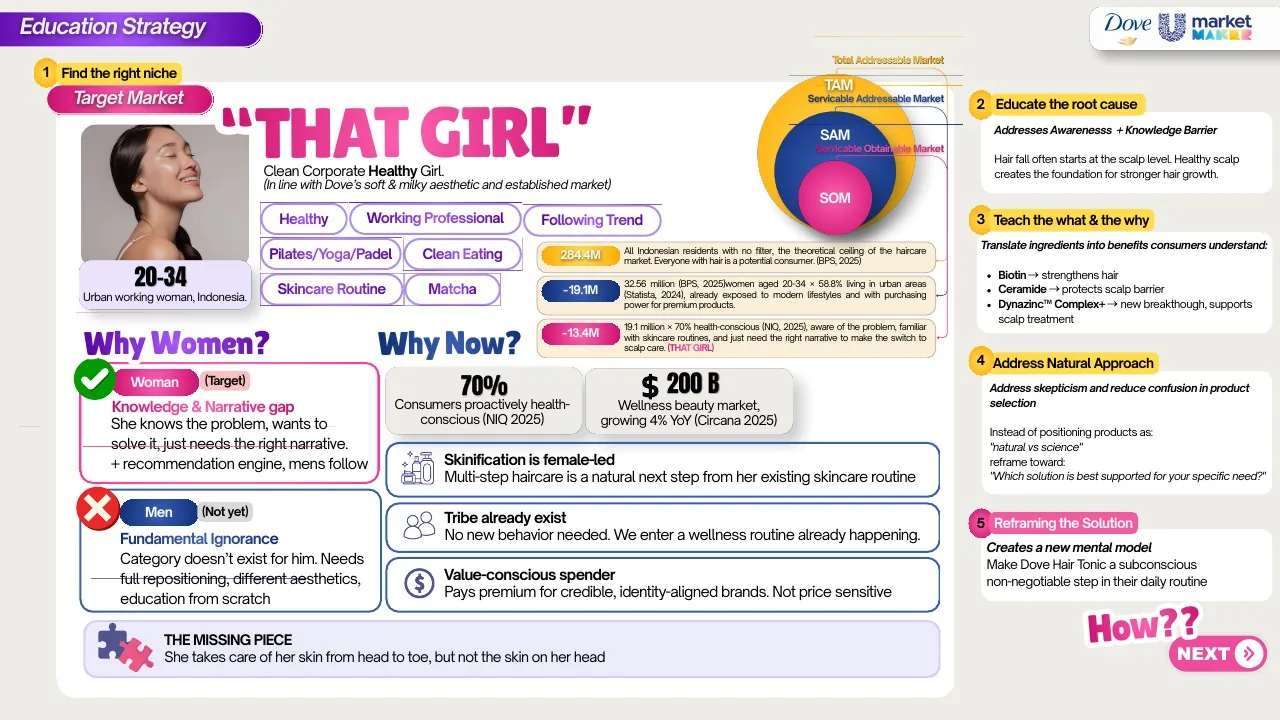 Education Strategy
Dove
market
MAKER
1 Find the right niche
Target Market
“THAT GIRL”
Clean Corporate Healthy Girl.
(In line with Dove’s soft & milky aesthetic and established market)
20-34
Urban working woman, Indonesia.
Healthy
Working Professional
Following Trend
Pilates/Yoga/Padel
Clean Eating
Skincare Routine
Matcha
Total Addressable Market
TAM
Servicable Addressable Market
SAM
Servicable Obtainable Market
SOM
284.4M
All Indonesian residents with no filter, the theoretical ceiling of the haircare
market. Everyone with hair is a potential consumer. (BPS, 2025)
~19.1M
32.56 million (BPS, 2025)women aged 20-34 × 58.8% living in urban areas
(Statista, 2024), already exposed to modern lifestyles and with purchasing
power for premium products.
~13.4M
19.1 million × 70% health-conscious (NIQ, 2025), aware of the problem, familiar
with skincare routines, and just need the right narrative to make the switch to
scalp care. (THAT GIRL)
Why Women?
Woman
(Target)
Knowledge & Narrative gap
She knows the problem, wants to
solve it, just needs the right narrative.
+ recommendation engine, mens follow
Men
(Not yet)
Fundamental Ignorance
Category doesn’t exist for him. Needs
full repositioning, different aesthetics,
education from scratch
Why Now?
70%
Consumers proactively health-
conscious (NIQ 2025)
$ 200 B
Wellness beauty market,
growing 4% YoY (Circana 2025)
Skinification is female-led
Multi-step haircare is a natural next step from her existing skincare routine
Tribe already exist
No new behavior needed. We enter a wellness routine already happening.
Value-conscious spender
Pays premium for credible, identity-aligned brands. Not price sensitive
THE MISSING PIECE
She takes care of her skin from head to toe, but not the skin on her head
2 Educate the root cause
Addresses Awarenesss + Knowledge Barrier
Hair fall often starts at the scalp level. Healthy scalp
creates the foundation for stronger hair growth.
3 Teach the what & the why
Translate ingredients into benefits consumers understand:
• Biotin → strengthens hair
• Ceramide → protects scalp barrier
• Dynazinc™ Complex+ → new breakthrough, supports
scalp treatment
4 Address Natural Approach
Address skepticism and reduce confusion in product
selection
Instead of positioning products as:
"natural vs science"
reframe toward:
"Which solution is best supported for your specific need?"
5 Reframing the Solution
Creates a new mental model
Make Dove Hair Tonic a subconscious
non-negotiable step in their daily routine
How??
NEXT